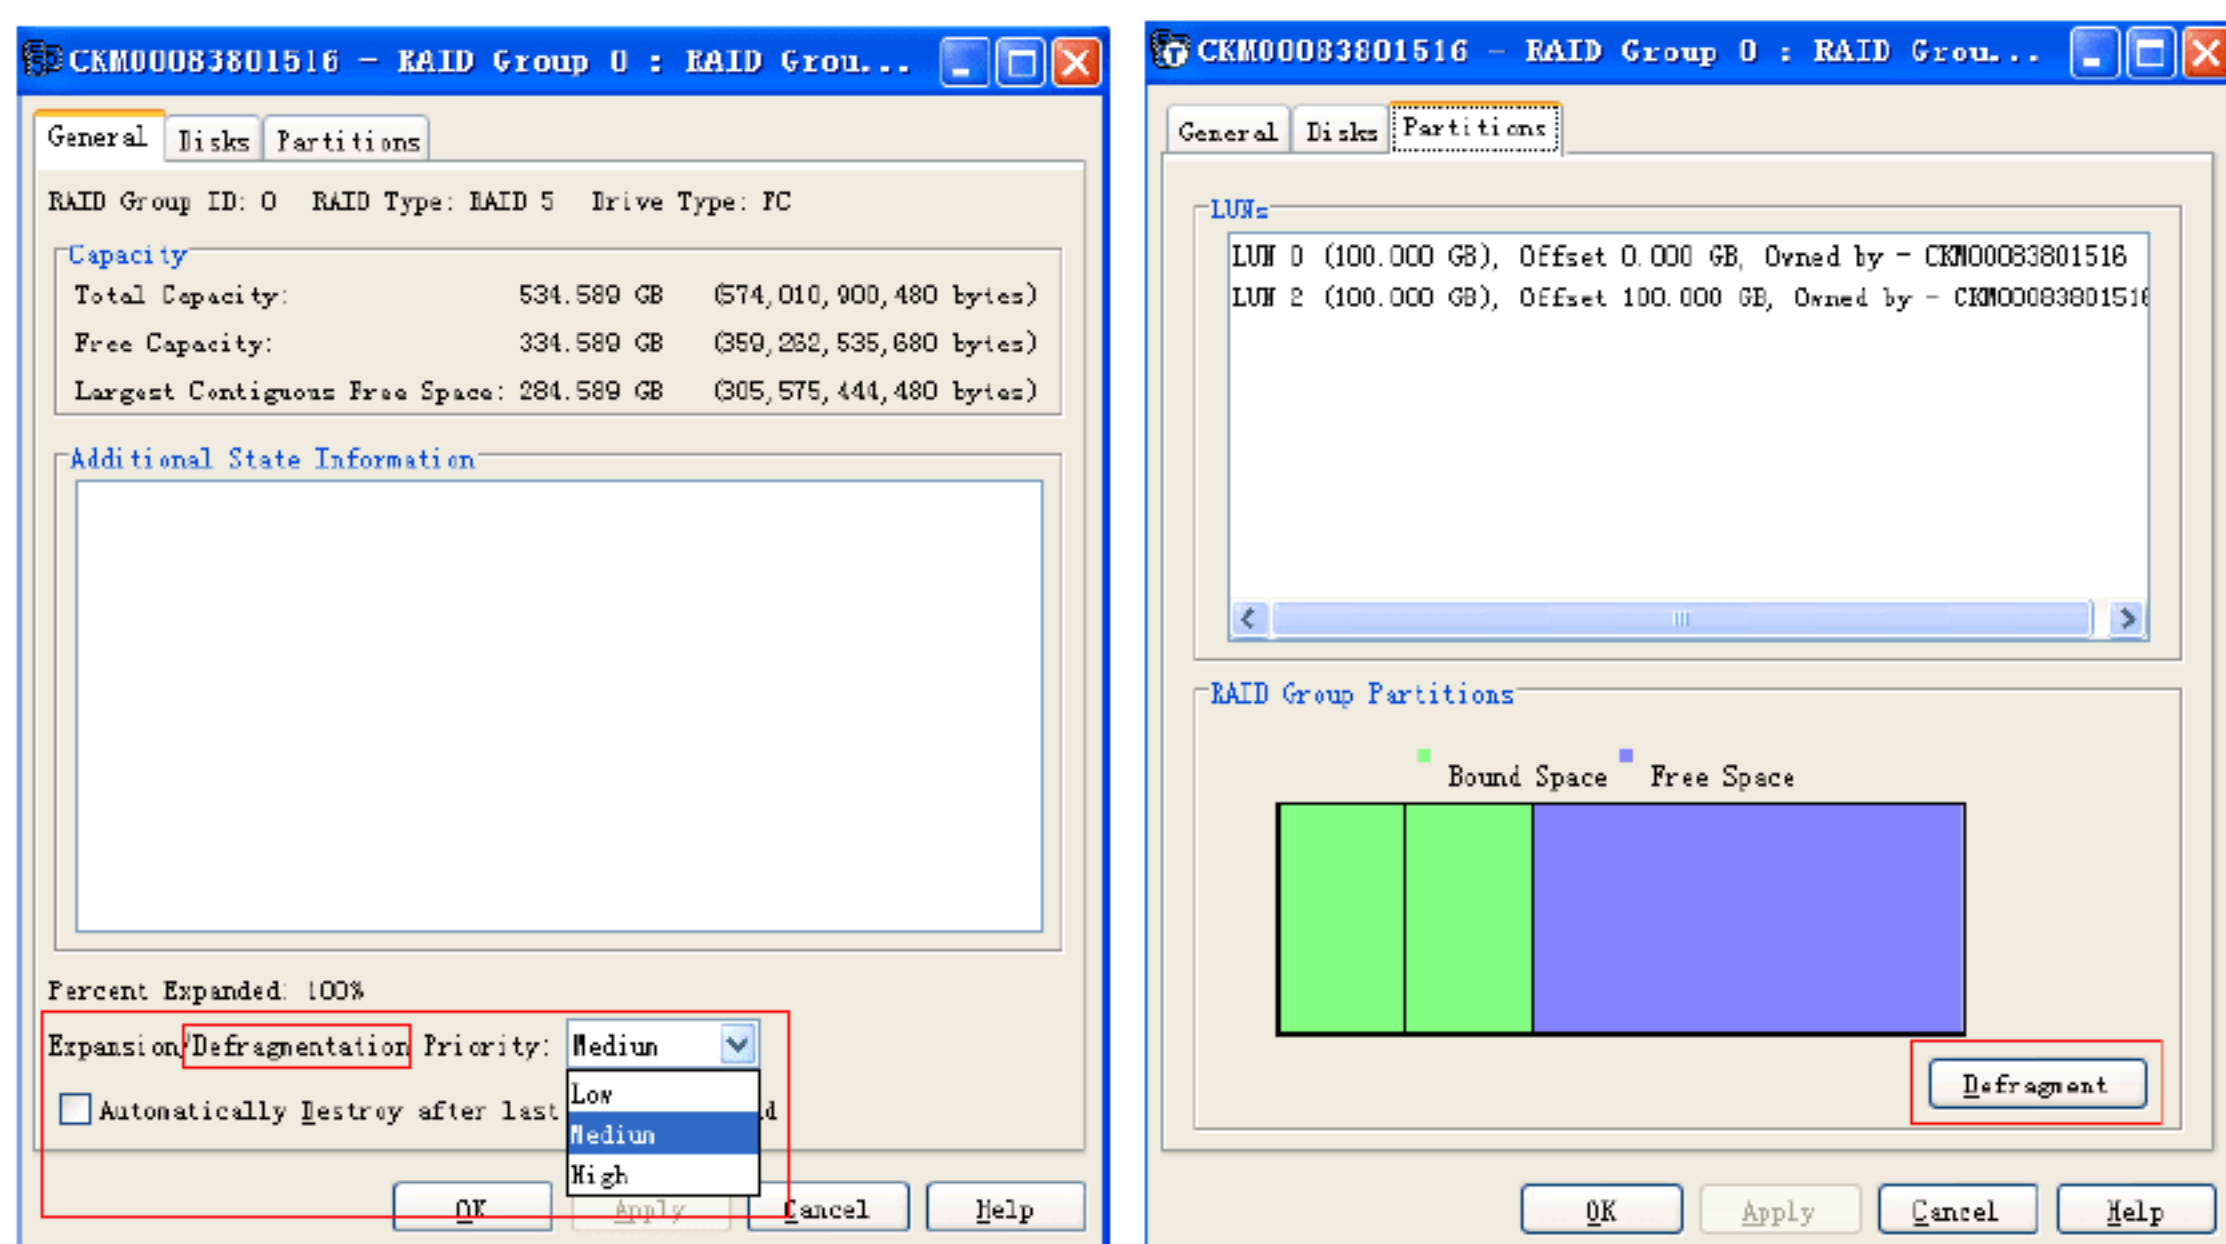 CKM00083801516 - RAID Group 0 : RAID Grou...
General Disks Partitions
RAID Group ID: 0 RAID Type: RAID 5 Drive Type: FC
Capacity
Total Capacity: 534.589 GB (574,010,900,480 bytes)
Free Capacity: 334.589 GB (359,262,535,680 bytes)
Largest Contiguous Free Space: 284.589 GB (305,575,444,480 bytes)
Additional State Information
Percent Expanded: 100%
Expansion/Defragmentation Priority: Medium
Low
Automatically Destroy after last
Medium
High
OK Apply Cancel Help
CKM00083801516 - RAID Group 0 : RAID Grou...
General Disks Partitions
LUNs
LUN 0 (100.000 GB), Offset 0.000 GB, Owned by - CKM00083801516
LUN 2 (100.000 GB), Offset 100.000 GB, Owned by - CKM00083801516
RAID Group Partitions
Bound Space Free Space
Defragment
OK Apply Cancel Help